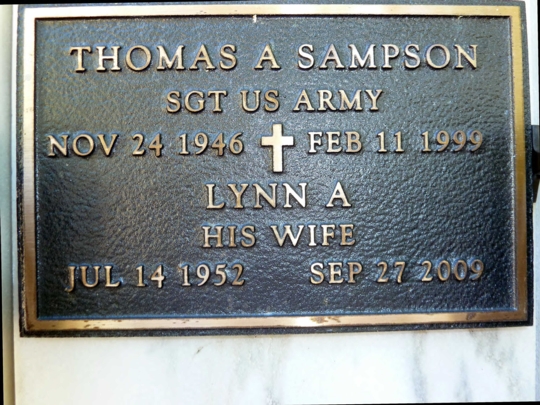 THOMAS A SAMPSON
SGT US ARMY
NOV 24 1946 FEB 11 1999
LYNN A
HIS WIFE
JUL 14 1952 SEP 27 2009